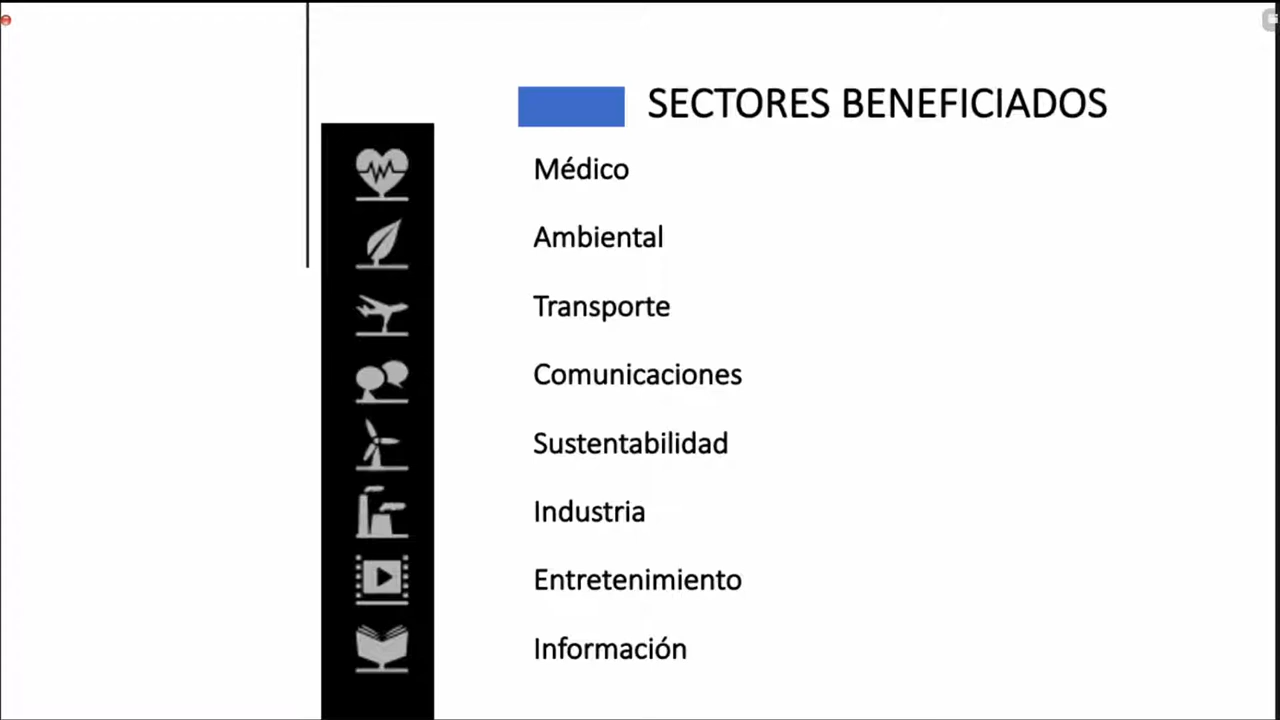 SECTORES BENEFICIADOS
Médico
Ambiental
Transporte
Comunicaciones
Sustentabilidad
Industria
Entretenimiento
Información